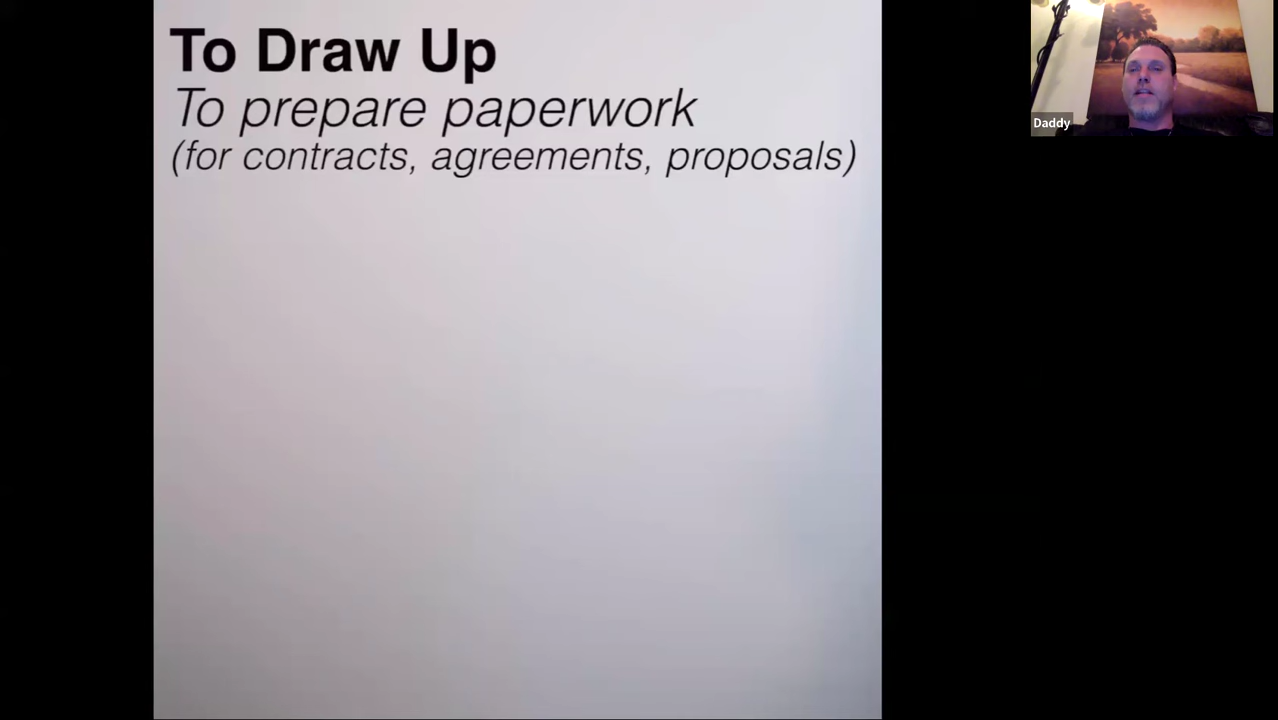 To Draw Up
To prepare paperwork
(for contracts, agreements, proposals)
Daddy